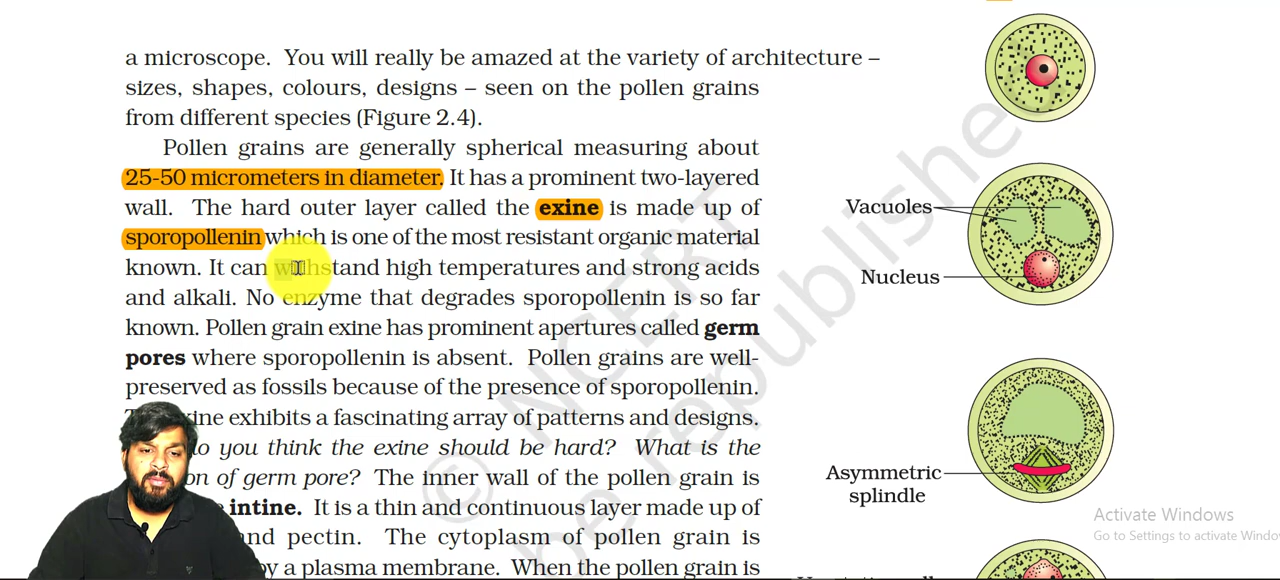 a microscope. You will really be amazed at the variety of architecture –
sizes, shapes, colours, designs – seen on the pollen grains
from different species (Figure 2.4).
Pollen grains are generally spherical measuring about
25-50 micrometers in diameter. It has a prominent two-layered
wall. The hard outer layer called the exine is made up of
sporopollenin which is one of the most resistant organic material
known. It can withstand high temperatures and strong acids
and alkali. No enzyme that degrades sporopollenin is so far
known. Pollen grain exine has prominent apertures called germ
pores where sporopollenin is absent. Pollen grains are well-
preserved as fossils because of the presence of sporopollenin.
exine exhibits a fascinating array of patterns and designs.
do you think the exine should be hard? What is the
of germ pore? The inner wall of the pollen grain is
intine. It is a thin and continuous layer made up of
and pectin. The cytoplasm of pollen grain is
by a plasma membrane. When the pollen grain is
Vacuoles
Nucleus
Asymmetric
splindle
© NCERT
be republished
Activate Windows
Go to Settings to activate Window